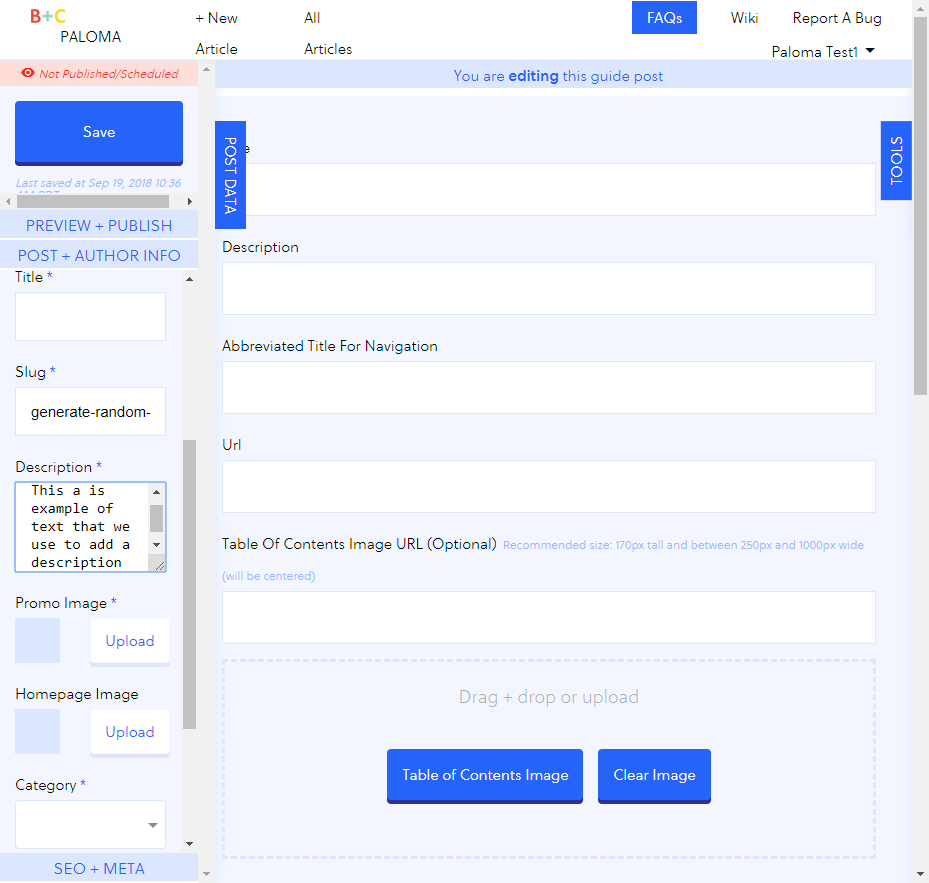 B+C
PALOMA
+ New
Article
All
Articles
FAQs
Wiki
Report A Bug
Paloma Test1
Not Published/Scheduled
Save
Last saved at Sep 19, 2018 10:36
PREVIEW + PUBLISH
POST + AUTHOR INFO
Title *
Slug *
generate-random-
Description *
This a is
example of
text that we
use to add a
description
Promo Image *
Upload
Homepage Image
Upload
Category *
SEO + META
You are editing this guide post
POST DATA
TOOLS
Description
Abbreviated Title For Navigation
Url
Table Of Contents Image URL (Optional) Recommended size: 170px tall and between 250px and 1000px wide
(will be centered)
Drag + drop or upload
Table of Contents Image
Clear Image